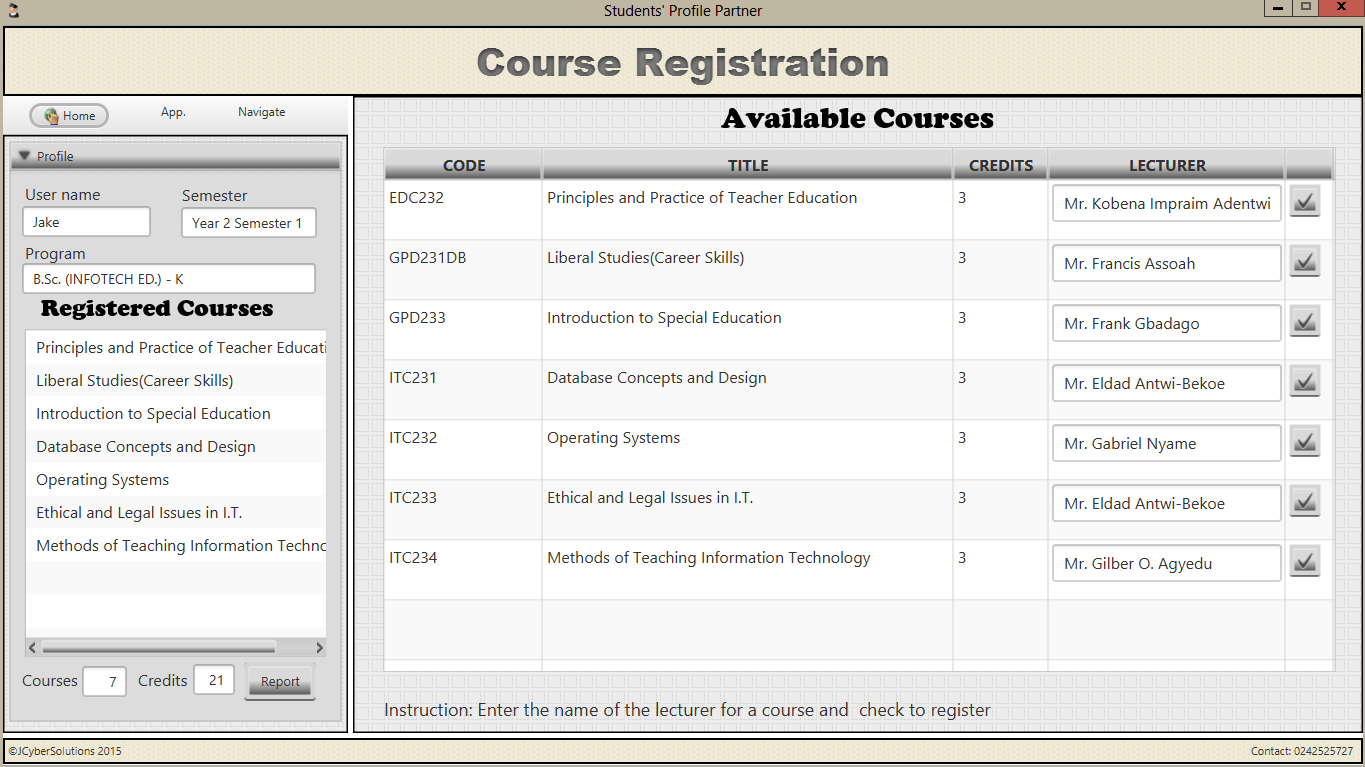 Students' Profile Partner
Course Registration
Home App. Navigate
Profile
User name Semester
Jake Year 2 Semester 1
Program
B.Sc. (INFOTECH ED.) - K
Registered Courses
Principles and Practice of Teacher Educati
Liberal Studies(Career Skills)
Introduction to Special Education
Database Concepts and Design
Operating Systems
Ethical and Legal Issues in I.T.
Methods of Teaching Information Techno
Courses 7 Credits 21 Report
Available Courses
CODE TITLE CREDITS LECTURER
EDC232 Principles and Practice of Teacher Education 3 Mr. Kobena Impraim Adentwi
GPD231DB Liberal Studies(Career Skills) 3 Mr. Francis Assoah
GPD233 Introduction to Special Education 3 Mr. Frank Gbadago
ITC231 Database Concepts and Design 3 Mr. Eldad Antwi-Bekoe
ITC232 Operating Systems 3 Mr. Gabriel Nyame
ITC233 Ethical and Legal Issues in I.T. 3 Mr. Eldad Antwi-Bekoe
ITC234 Methods of Teaching Information Technology 3 Mr. Gilber O. Agyedu
Instruction: Enter the name of the lecturer for a course and  check to register
©JCyberSolutions 2015 Contact: 0242525727